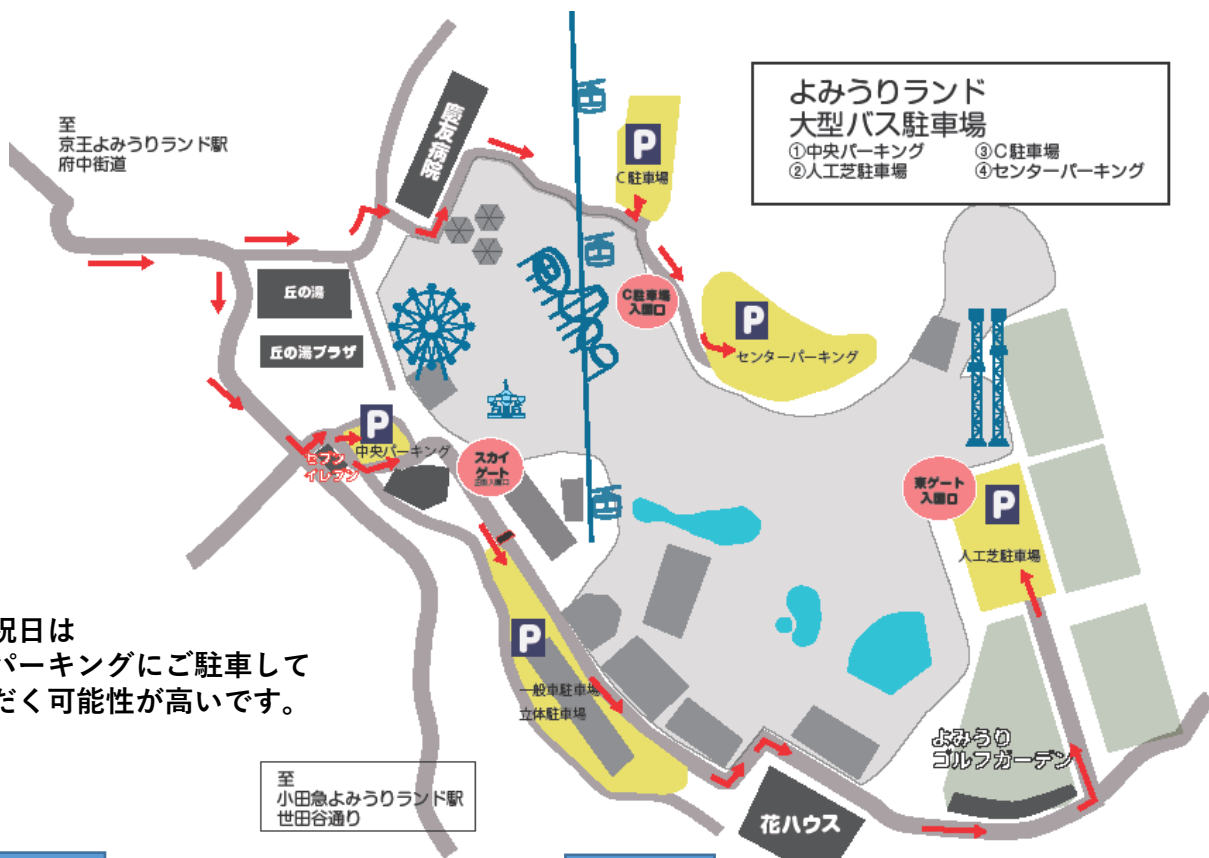 よみうりランド
大型バス駐車場
①中央パーキング ③C駐車場
②人工芝駐車場 ④センターパーキング
至
京王よみうりランド駅
府中街道
慶友病院
P
C駐車場
丘の湯
丘の湯プラザ
C駐車場
入園口
P
センターパーキング
P
中央パーキング
セブン
イレブン
スカイ
ゲート
東ゲート
入園口
P
人工芝駐車場
祝日は
パーキングにご駐車して
だく可能性が高いです。
P
一般車駐車場
立体駐車場
よみうり
ゴルフガーデン
至
小田急よみうりランド駅
世田谷通り
花ハウス